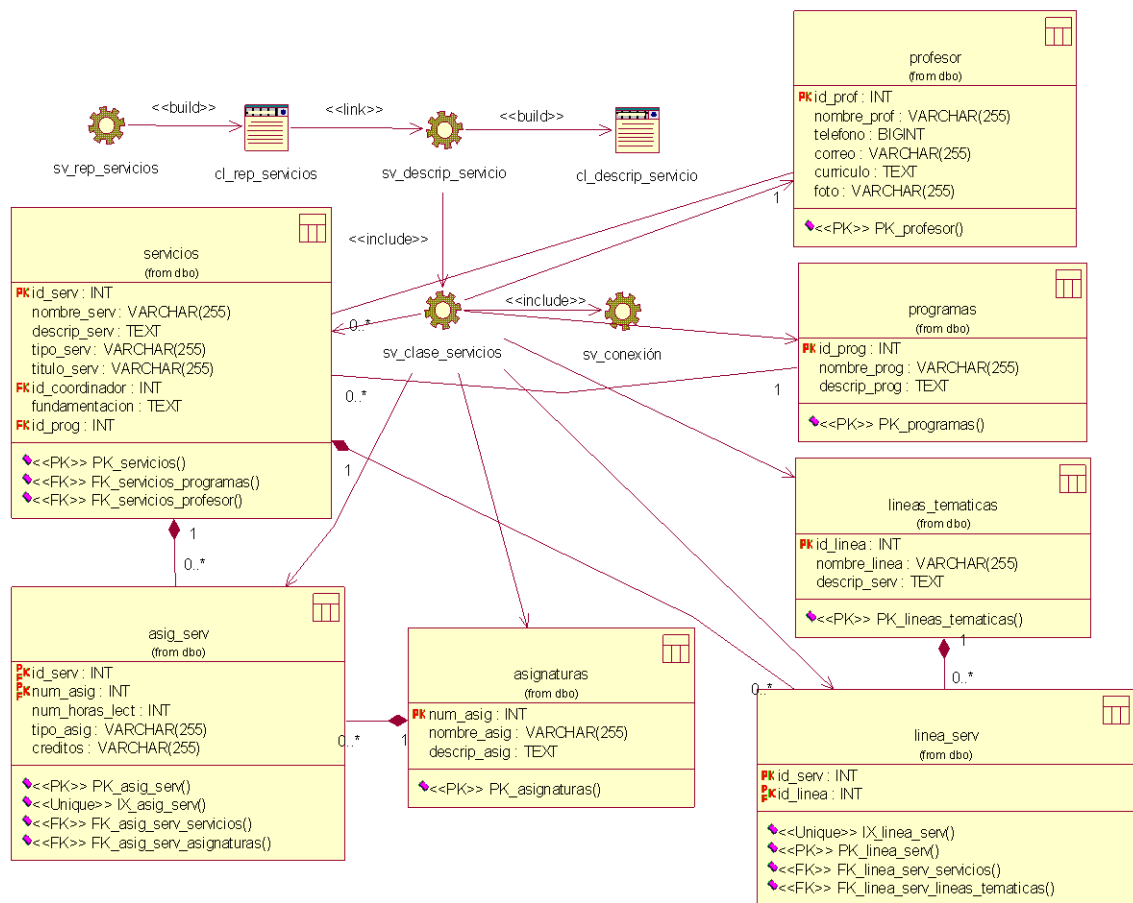 <<build>>
<<link>>
<<build>>
sv_rep_servicios
cl_rep_servicios
sv_descrip_servicio
cl_descrip_servicio
profesor
(from dbo)
PK id_prof : INT
nombre_prof : VARCHAR(255)
telefono : BIGINT
correo : VARCHAR(255)
curriculo : TEXT
foto : VARCHAR(255)
<<PK>> PK_profesor()
1
<<include>>
<<include>>
sv_clase_servicios
sv_conexión
servicios
(from dbo)
PK id_serv : INT
nombre_serv : VARCHAR(255)
descrip_serv : TEXT
tipo_serv : VARCHAR(255)
titulo_serv : VARCHAR(255)
FK id_coordinador : INT
fundamentacion : TEXT
FK id_prog : INT
<<PK>> PK_servicios()
<<FK>> FK_servicios_programas()
<<FK>> FK_servicios_profesor()
0..*
0..*
1
1
0..*
programas
(from dbo)
PK id_prog : INT
nombre_prog : VARCHAR(255)
descrip_prog : TEXT
<<PK>> PK_programas()
1
lineas_tematicas
(from dbo)
PK id_linea : INT
nombre_linea : VARCHAR(255)
descrip_serv : TEXT
<<PK>> PK_lineas_tematicas()
1
0..*
asig_serv
(from dbo)
PF K id_serv : INT
PF K num_asig : INT
num_horas_lect : INT
tipo_asig : VARCHAR(255)
creditos : VARCHAR(255)
<<PK>> PK_asig_serv()
<<Unique>> IX_asig_serv()
<<FK>> FK_asig_serv_servicios()
<<FK>> FK_asig_serv_asignaturas()
0..*
1
asignaturas
(from dbo)
PK num_asig : INT
nombre_asig : VARCHAR(255)
descrip_asig : TEXT
<<PK>> PK_asignaturas()
0..*
linea_serv
(from dbo)
PK id_serv : INT
PF K id_linea : INT
<<Unique>> IX_linea_serv()
<<PK>> PK_linea_serv()
<<FK>> FK_linea_serv_servicios()
<<FK>> FK_linea_serv_lineas_tematicas()